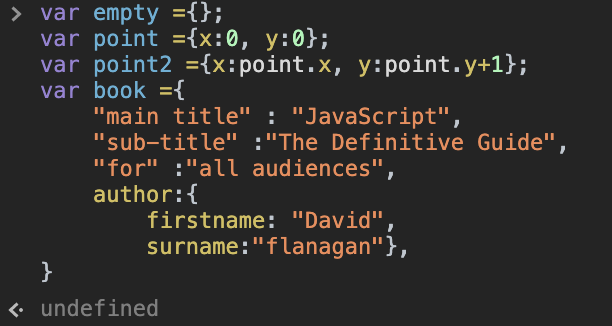 > var empty ={};
var point ={x:0, y:0};
var point2 ={x:point.x, y:point.y+1};
var book ={
    "main title" : "JavaScript",
    "sub-title" :"The Definitive Guide",
    "for" :"all audiences",
    author:{
        firstname: "David",
        surname:"flanagan"},
}
undefined